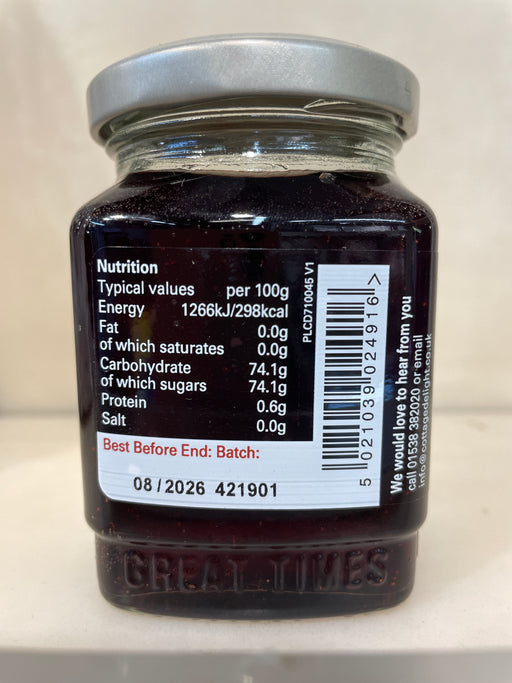 Nutrition
Typical values per 100g
Energy 1266kJ/298kcal
Fat 0.0g
of which saturates 0.0g
Carbohydrate 74.1g
of which sugars 74.1g
Protein 0.6g
Salt 0.0g
Best Before End: Batch:
08 / 2026 421901
PLCD710045 V1
5 021039 024916 >
We would love to hear from you
call 01538 382020 or email
info@cottagedelight.co.uk
GREAT TIMES